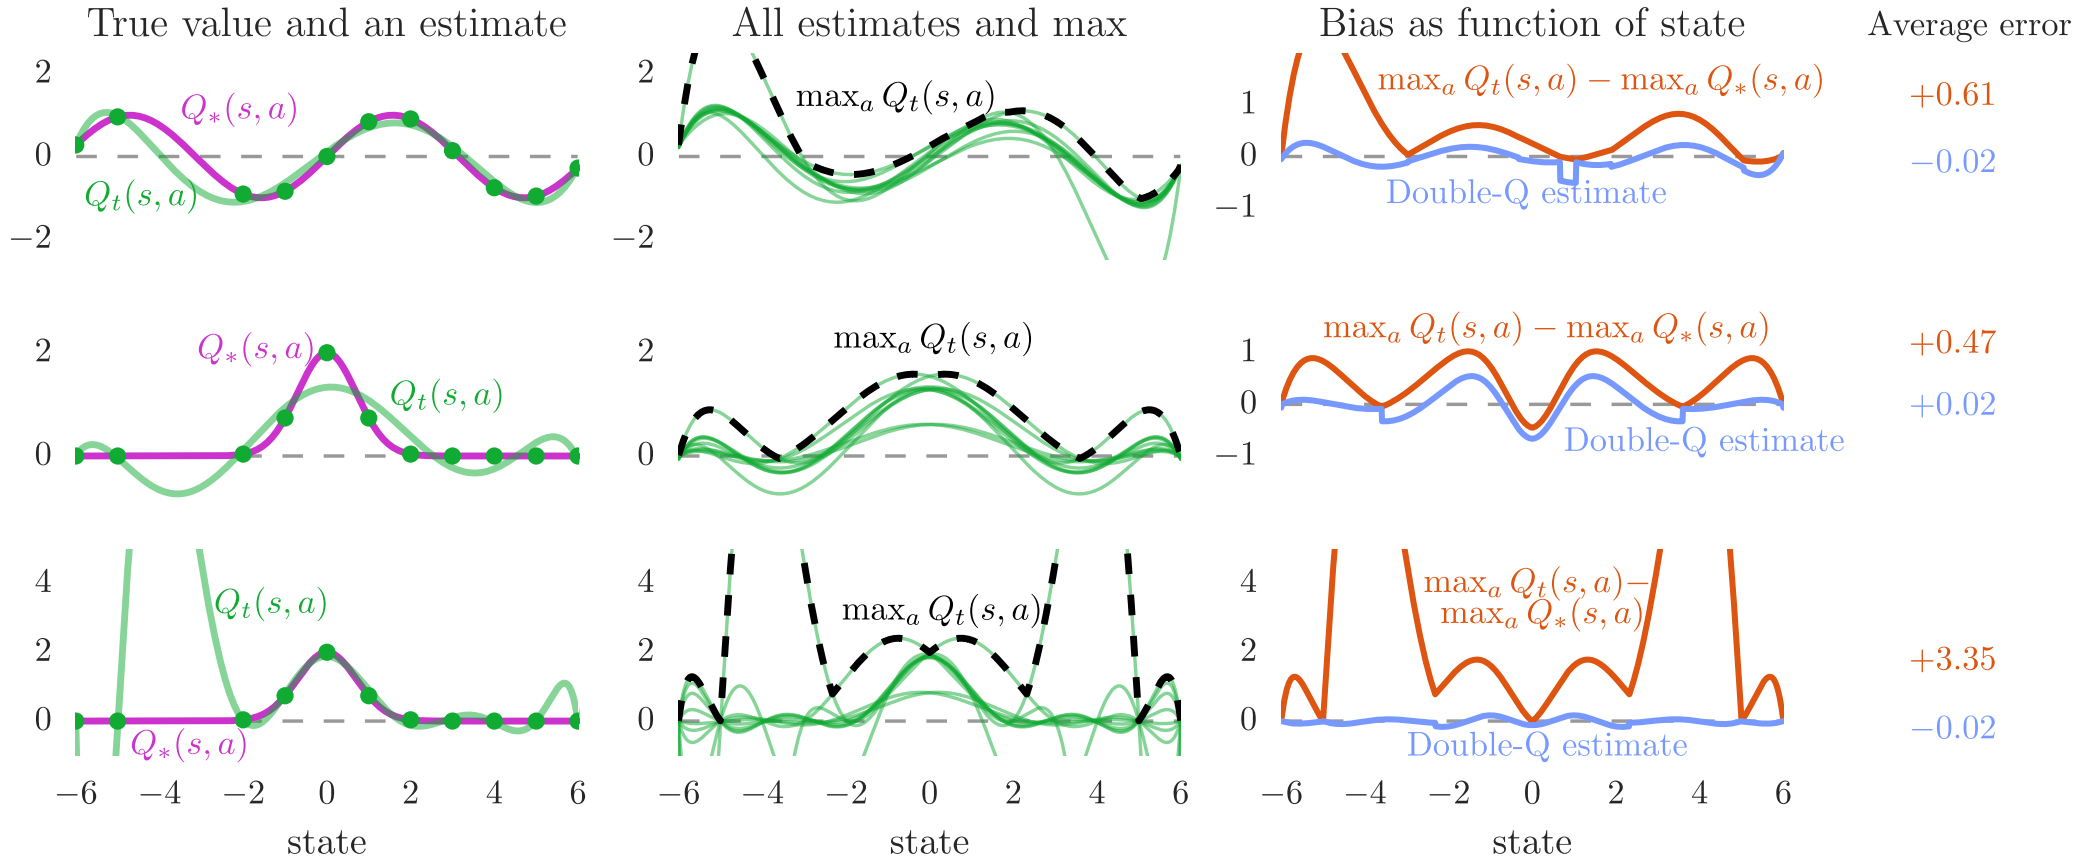 True value and an estimate
All estimates and max
Bias as function of state
Average error
2
0
−2
Q∗(s, a)
Qt(s, a)
2
0
−2
maxa Qt(s, a)
1
0
−1
maxa Qt(s, a) − maxa Q∗(s, a)
Double-Q estimate
+0.61
−0.02
2
0
Q∗(s, a)
Qt(s, a)
2
0
maxa Qt(s, a)
1
0
−1
maxa Qt(s, a) − maxa Q∗(s, a)
Double-Q estimate
+0.47
+0.02
4
2
0
Qt(s, a)
Q∗(s, a)
−6 −4 −2 0 2 4 6
state
4
2
0
maxa Qt(s, a)
−6 −4 −2 0 2 4 6
state
4
2
0
maxa Qt(s, a)−
maxa Q∗(s, a)
Double-Q estimate
−6 −4 −2 0 2 4 6
state
+3.35
−0.02